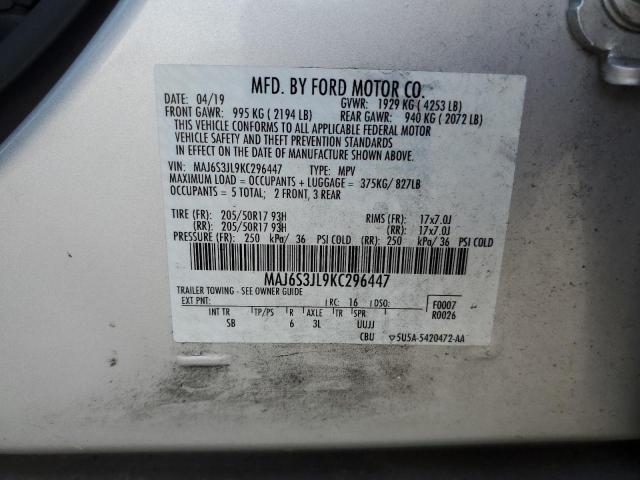 MFD. BY FORD MOTOR CO.
DATE: 04/19 GVWR: 1929 KG ( 4253 LB)
FRONT GAWR: 995 KG ( 2194 LB) REAR GAWR: 940 KG ( 2072 LB)
THIS VEHICLE CONFORMS TO ALL APPLICABLE FEDERAL MOTOR
VEHICLE SAFETY AND THEFT PREVENTION STANDARDS
IN EFFECT ON THE DATE OF MANUFACTURE SHOWN ABOVE.
VIN: MAJ6S3JL9KC296447 TYPE: MPV
MAXIMUM LOAD = OCCUPANTS + LUGGAGE = 375KG/827LB
OCCUPANTS = 5 TOTAL; 2 FRONT, 3 REAR
TIRE (FR): 205/50R17 93H RIMS (FR): 17x7.0J
(RR): 205/50R17 93H (RR): 17x7.0J
PRESSURE (FR): 250 kPa/ 36 PSI COLD (RR): 250 kPa/ 36 PSI COLD
MAJ6S3JL9KC296447
TRAILER TOWING - SEE OWNER GUIDE
EXT PNT: RC: 16 DSO: F0007
R0026
INT TR TP/PS R AXLE TR SPR
SB 6 3L UUJJ
CBU ▽5U5A-5420472-AA